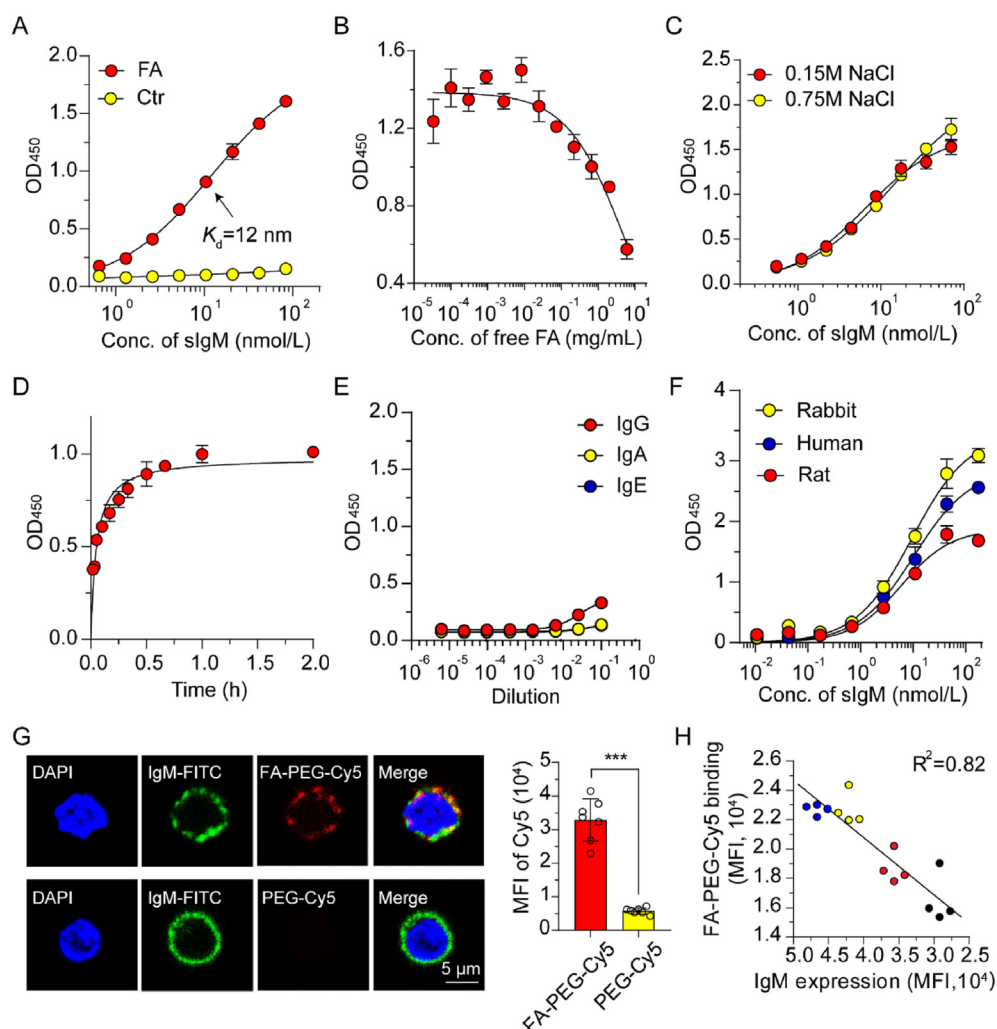 A
2.0
1.5
1.0
0.5
0.0
OD450
FA
Ctr
Kd=12 nm
10^0
10^1
10^2
Conc. of sIgM (nmol/L)
B
1.6
1.2
0.8
0.4
OD450
10^-5
10^-4
10^-3
10^-2
10^-1
10^0
10^1
Conc. of free FA (mg/mL)
C
2.5
2.0
1.5
1.0
0.5
0.0
OD450
0.15M NaCl
0.75M NaCl
10^0
10^1
10^2
Conc. of sIgM (nmol/L)
D
1.0
0.5
0.0
OD450
0.0
0.5
1.0
2.0
Time (h)
E
2.0
1.5
1.0
0.5
0.0
OD450
IgG
IgA
IgE
10^-6
10^-5
10^-4
10^-3
10^-2
10^-1
10^0
Dilution
F
4
3
2
1
0
OD450
Rabbit
Human
Rat
10^-2
10^-1
10^0
10^1
10^2
Conc. of sIgM (nmol/L)
G
DAPI
IgM-FITC
FA-PEG-Cy5
Merge
DAPI
IgM-FITC
PEG-Cy5
Merge
5 μm
MFI of Cy5 (10^4)
5
4
3
2
1
0
***
FA-PEG-Cy5
PEG-Cy5
H
FA-PEG-Cy5 binding
(MFI, 10^4)
2.6
2.4
2.2
2.0
1.8
1.6
1.4
R^2=0.82
5.0
4.5
4.0
3.5
3.0
2.5
IgM expression (MFI,10^4)